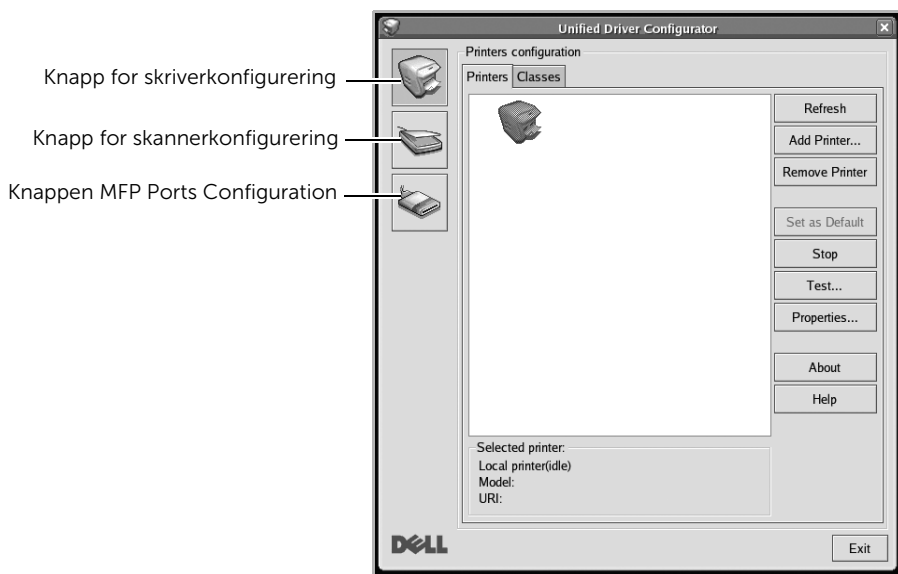 Unified Driver Configurator
Knapp for skriverkonfigurering
Knapp for skannerkonfigurering
Knappen MFP Ports Configuration
Printers configuration
Printers Classes
Refresh
Add Printer...
Remove Printer
Set as Default
Stop
Test...
Properties...
About
Help
Selected printer:
Local printer(idle)
Model:
URI:
DELL
Exit